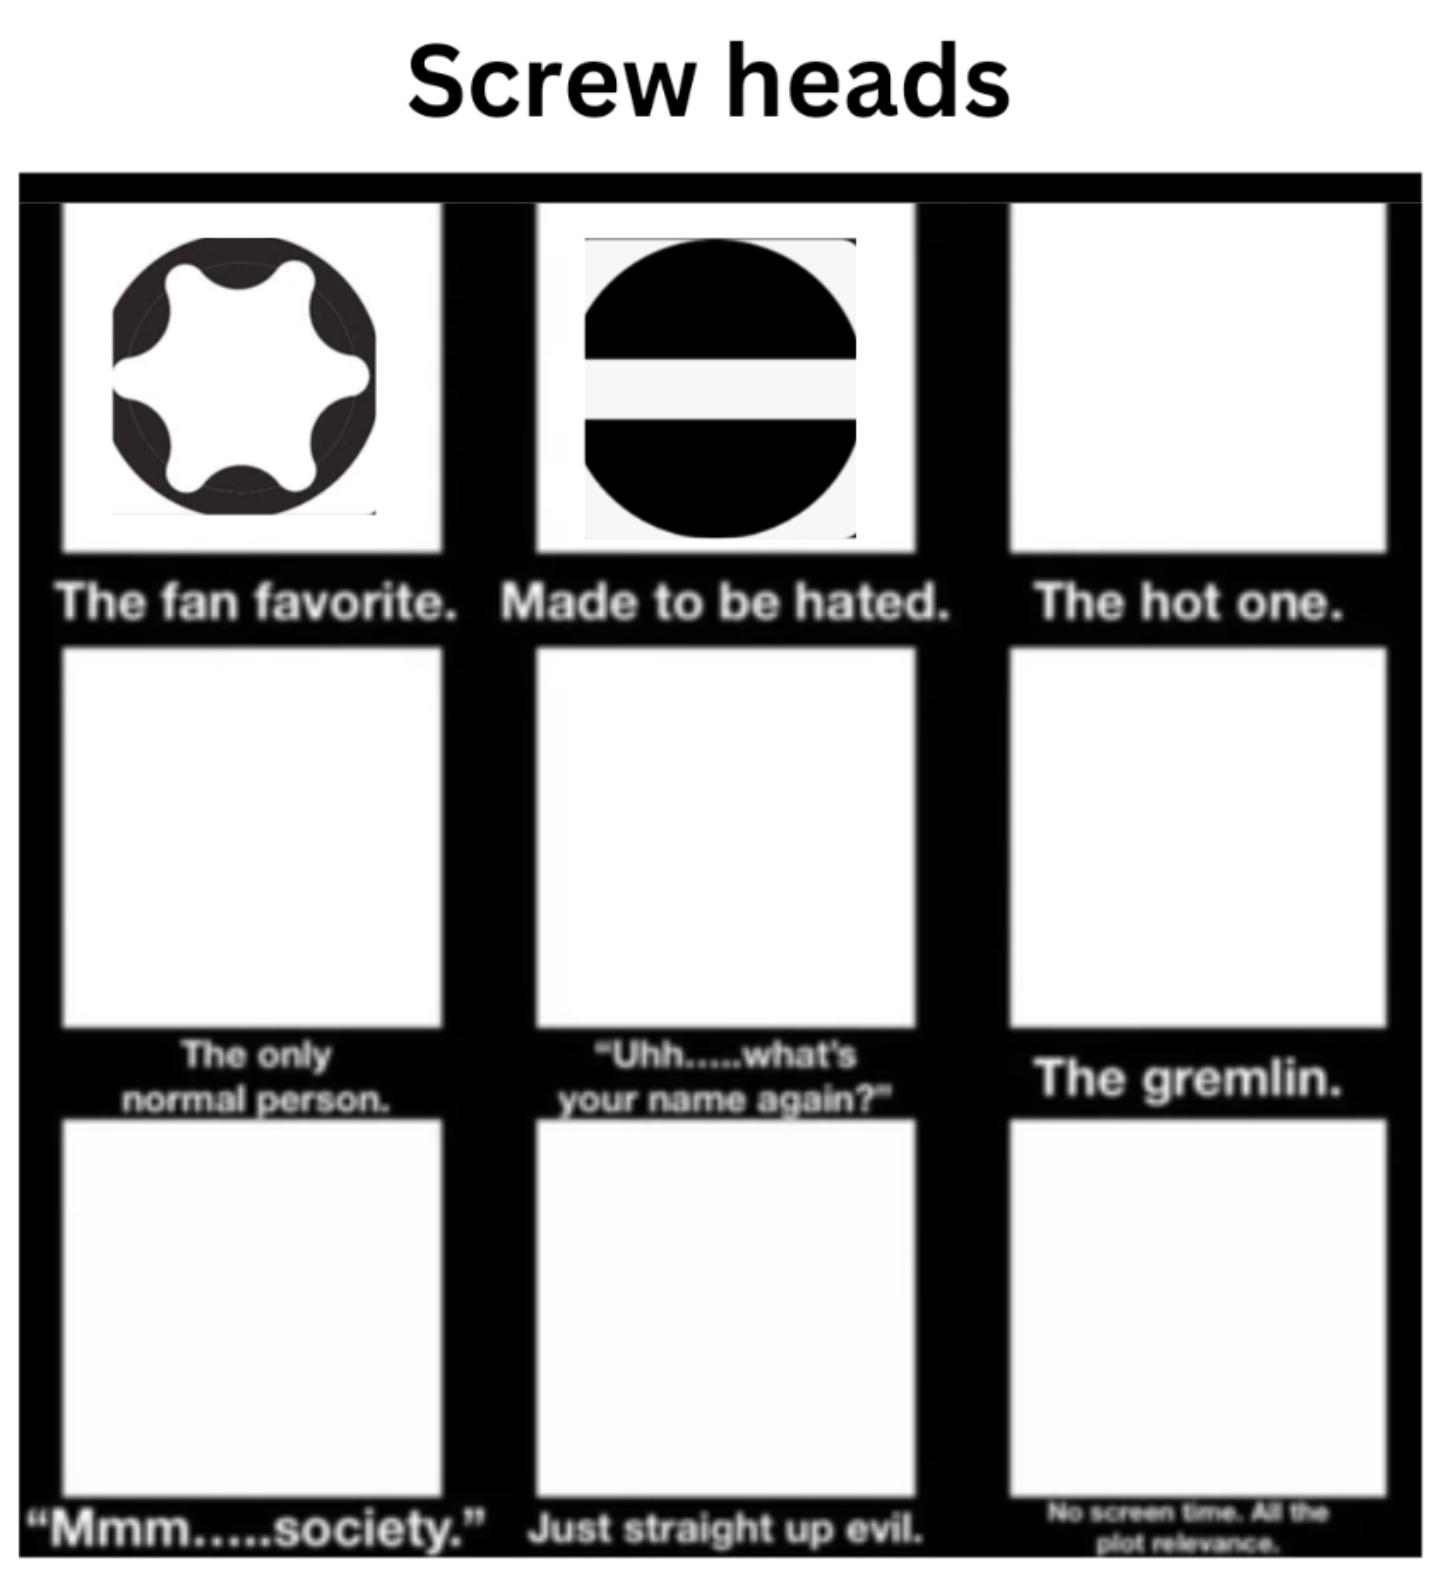 Screw heads
The fan favorite.
Made to be hated.
The hot one.
The only
normal person.
“Uhh.....what's
your name again?"
The gremlin.
“Mmm.....society.”
Just straight up evil.
No screen time. All the
plot relevance.